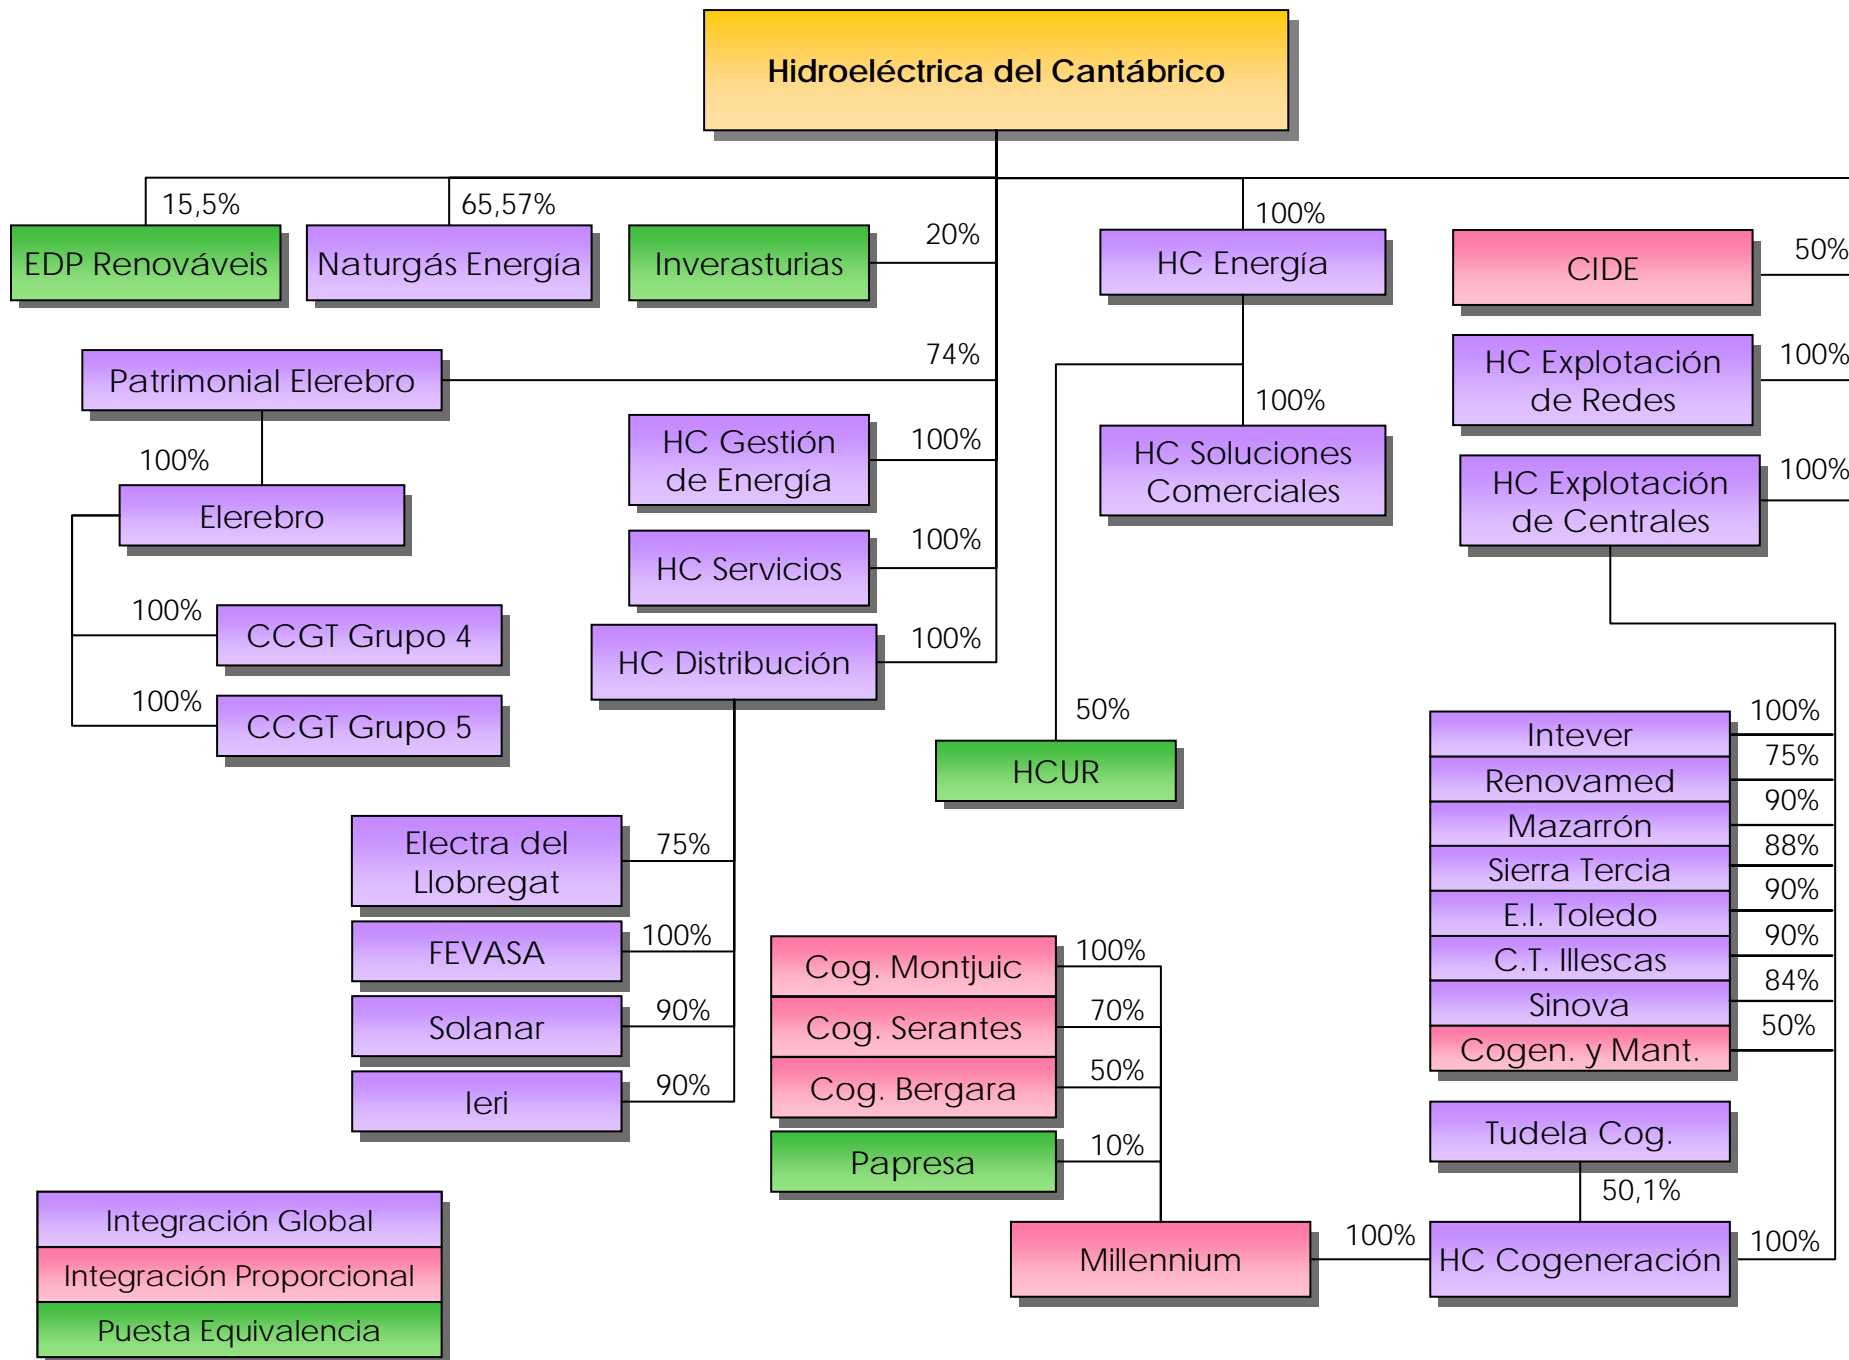 Hidroeléctrica del Cantábrico
15,5%
65,57%
EDP Renováveis
Naturgás Energía
Inverasturias
20%
100%
HC Energía
CIDE
50%
Patrimonial Elerebro
74%
HC Explotación
de Redes
100%
100%
Elerebro
HC Gestión
de Energía
100%
100%
HC Soluciones
Comerciales
HC Explotación
de Centrales
100%
HC Servicios
100%
100%
CCGT Grupo 4
100%
CCGT Grupo 5
HC Distribución
100%
50%
HCUR
Electra del
Llobregat
75%
FEVASA
100%
Solanar
90%
Ieri
90%
Intever
100%
Renovamed
75%
Mazarrón
90%
Sierra Tercia
88%
E.I. Toledo
90%
C.T. Illescas
90%
Sinova
84%
Cogen. y Mant.
50%
Cog. Montjuic
100%
Cog. Serantes
70%
Cog. Bergara
50%
Papresa
10%
Tudela Cog.
50,1%
Millennium
100%
HC Cogeneración
100%
Integración Global
Integración Proporcional
Puesta Equivalencia